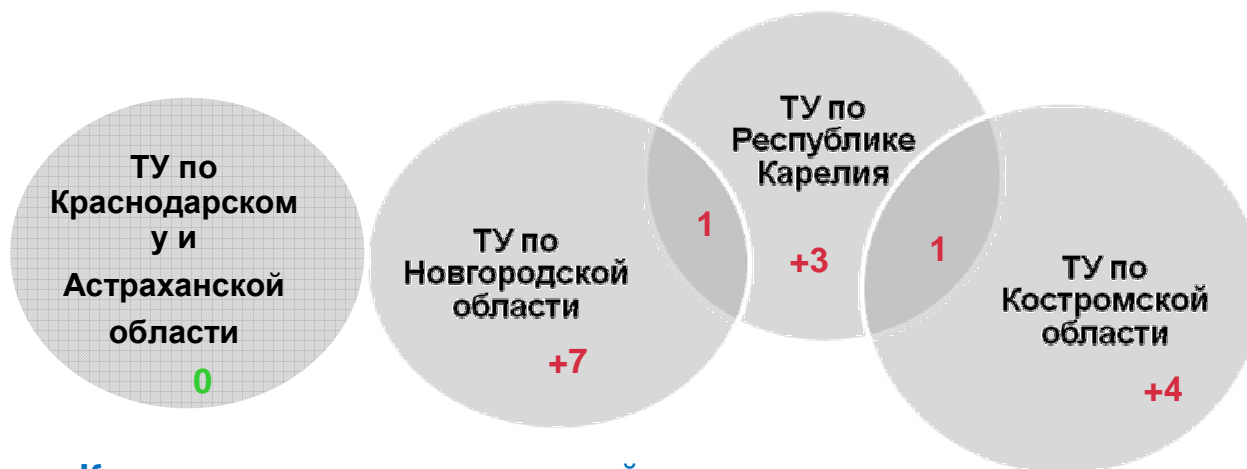 ТУ по
Краснодарском
у и
Астраханской
области
0
ТУ по
Новгородской
области
+7
1
ТУ по
Республике
Карелия
+3
1
ТУ по
Костромской
области
+4